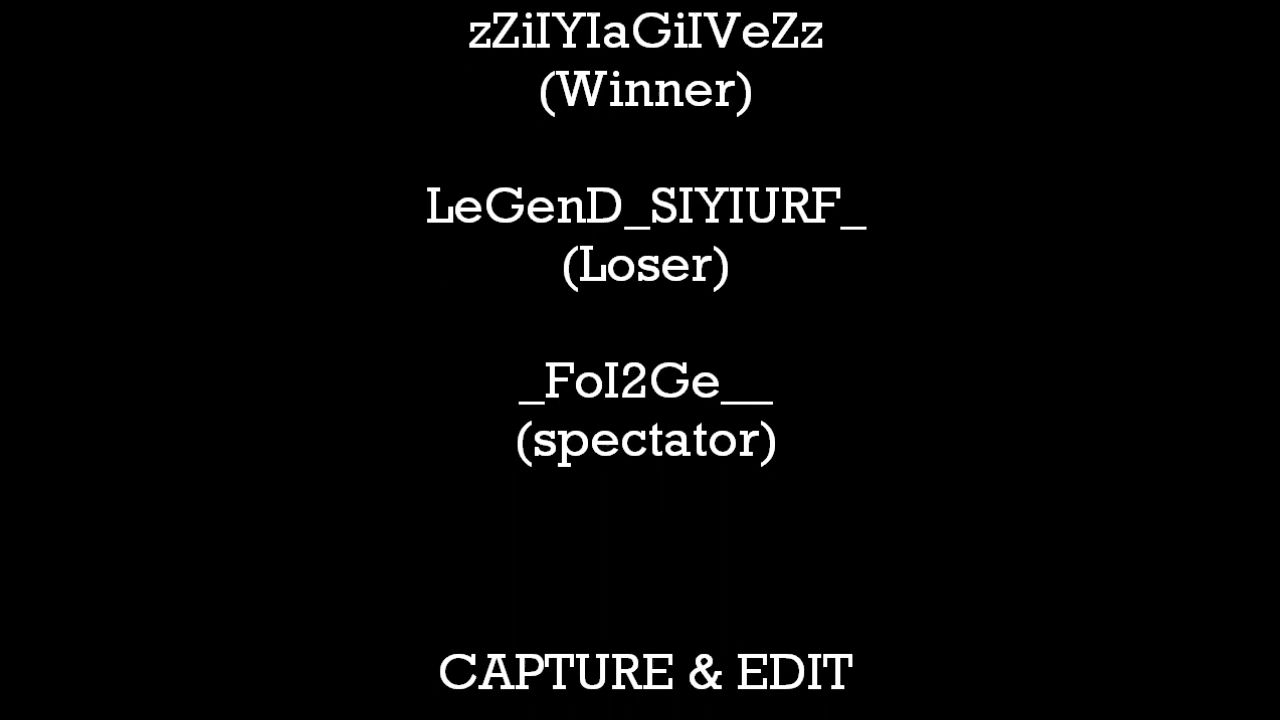 zZiIYIaGiIVeZz
(Winner)
LeGenD_SIYIURF_
(Loser)
_FoI2Ge__
(spectator)
CAPTURE & EDIT